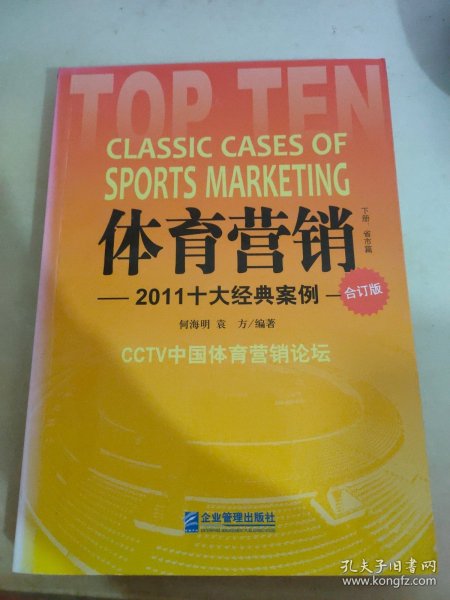 TOP TEN
CLASSIC CASES OF
SPORTS MARKETING
体育营销
下册 省市篇
2011十大经典案例
合订版
何海明 袁 方/编著
CCTV中国体育营销论坛
企业管理出版社
孔夫子旧书网
www.kongfz.com